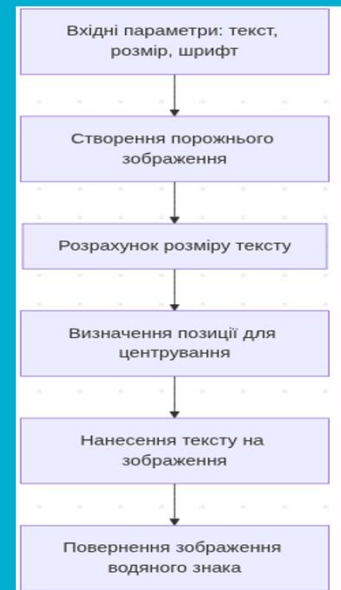 Вхідні параметри: текст,
розмір, шрифт
Створення порожнього
зображення
Розрахунок розміру тексту
Визначення позиції для
центрування
Нанесення тексту на
зображення
Повернення зображення
водяного знака